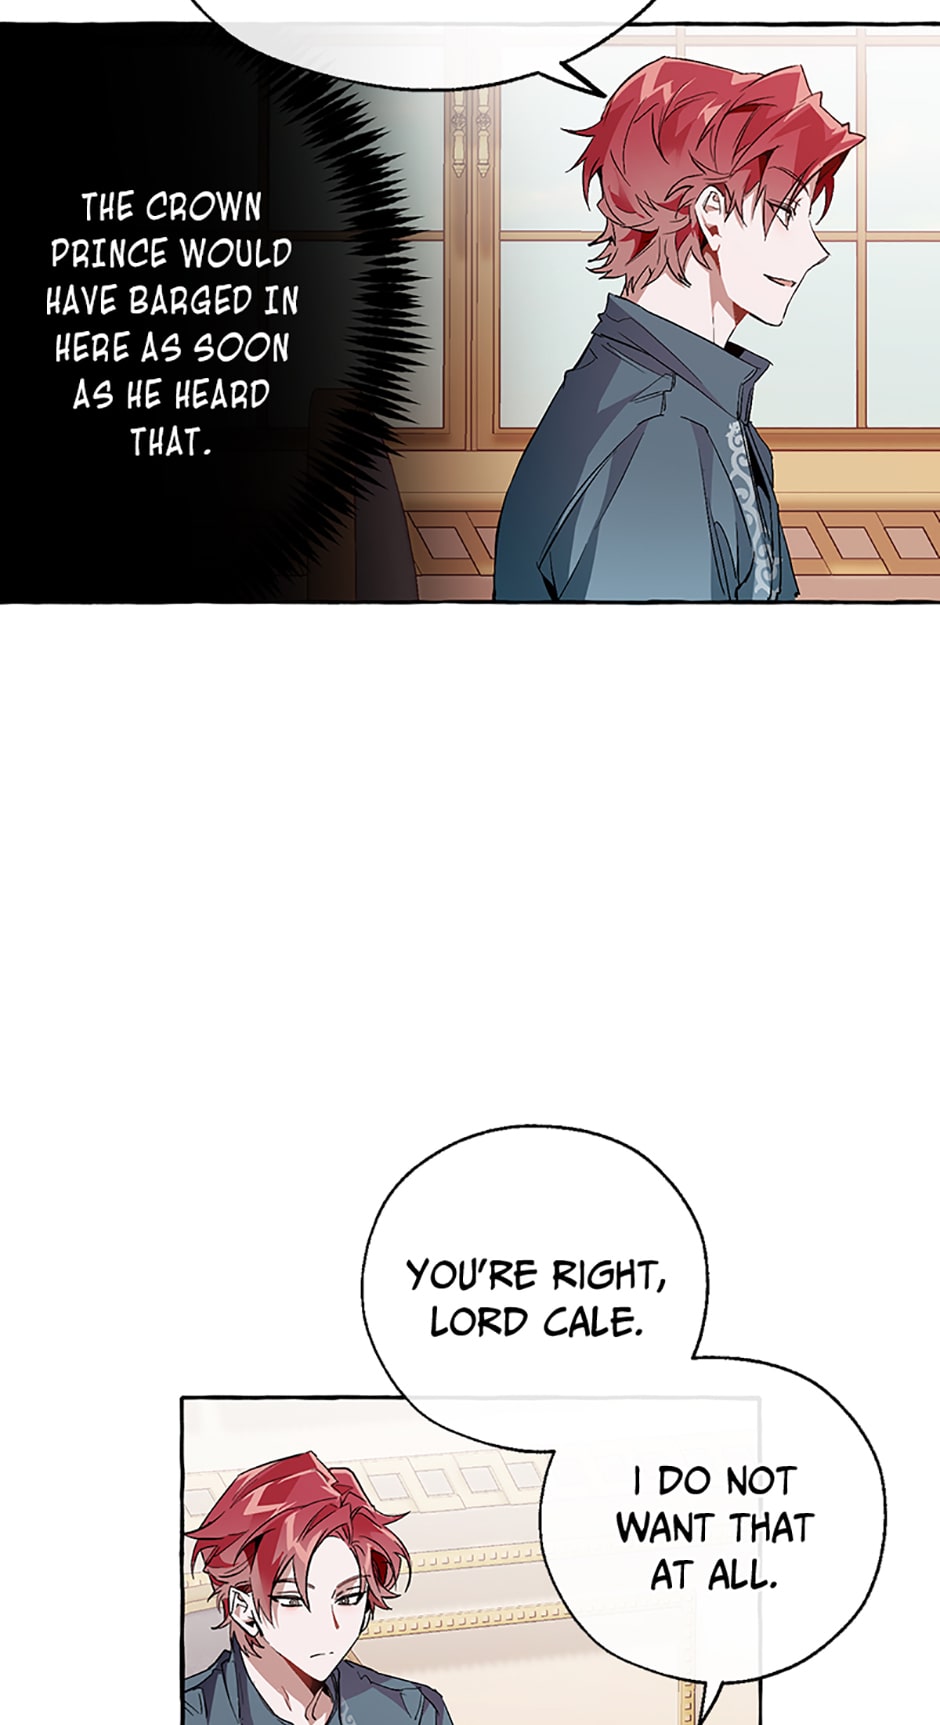 THE CROWN
PRINCE WOULD
HAVE BARGED IN
HERE AS SOON
AS HE HEARD
THAT.
YOU'RE RIGHT,
LORD CALE.
I DO NOT
WANT THAT
AT ALL.